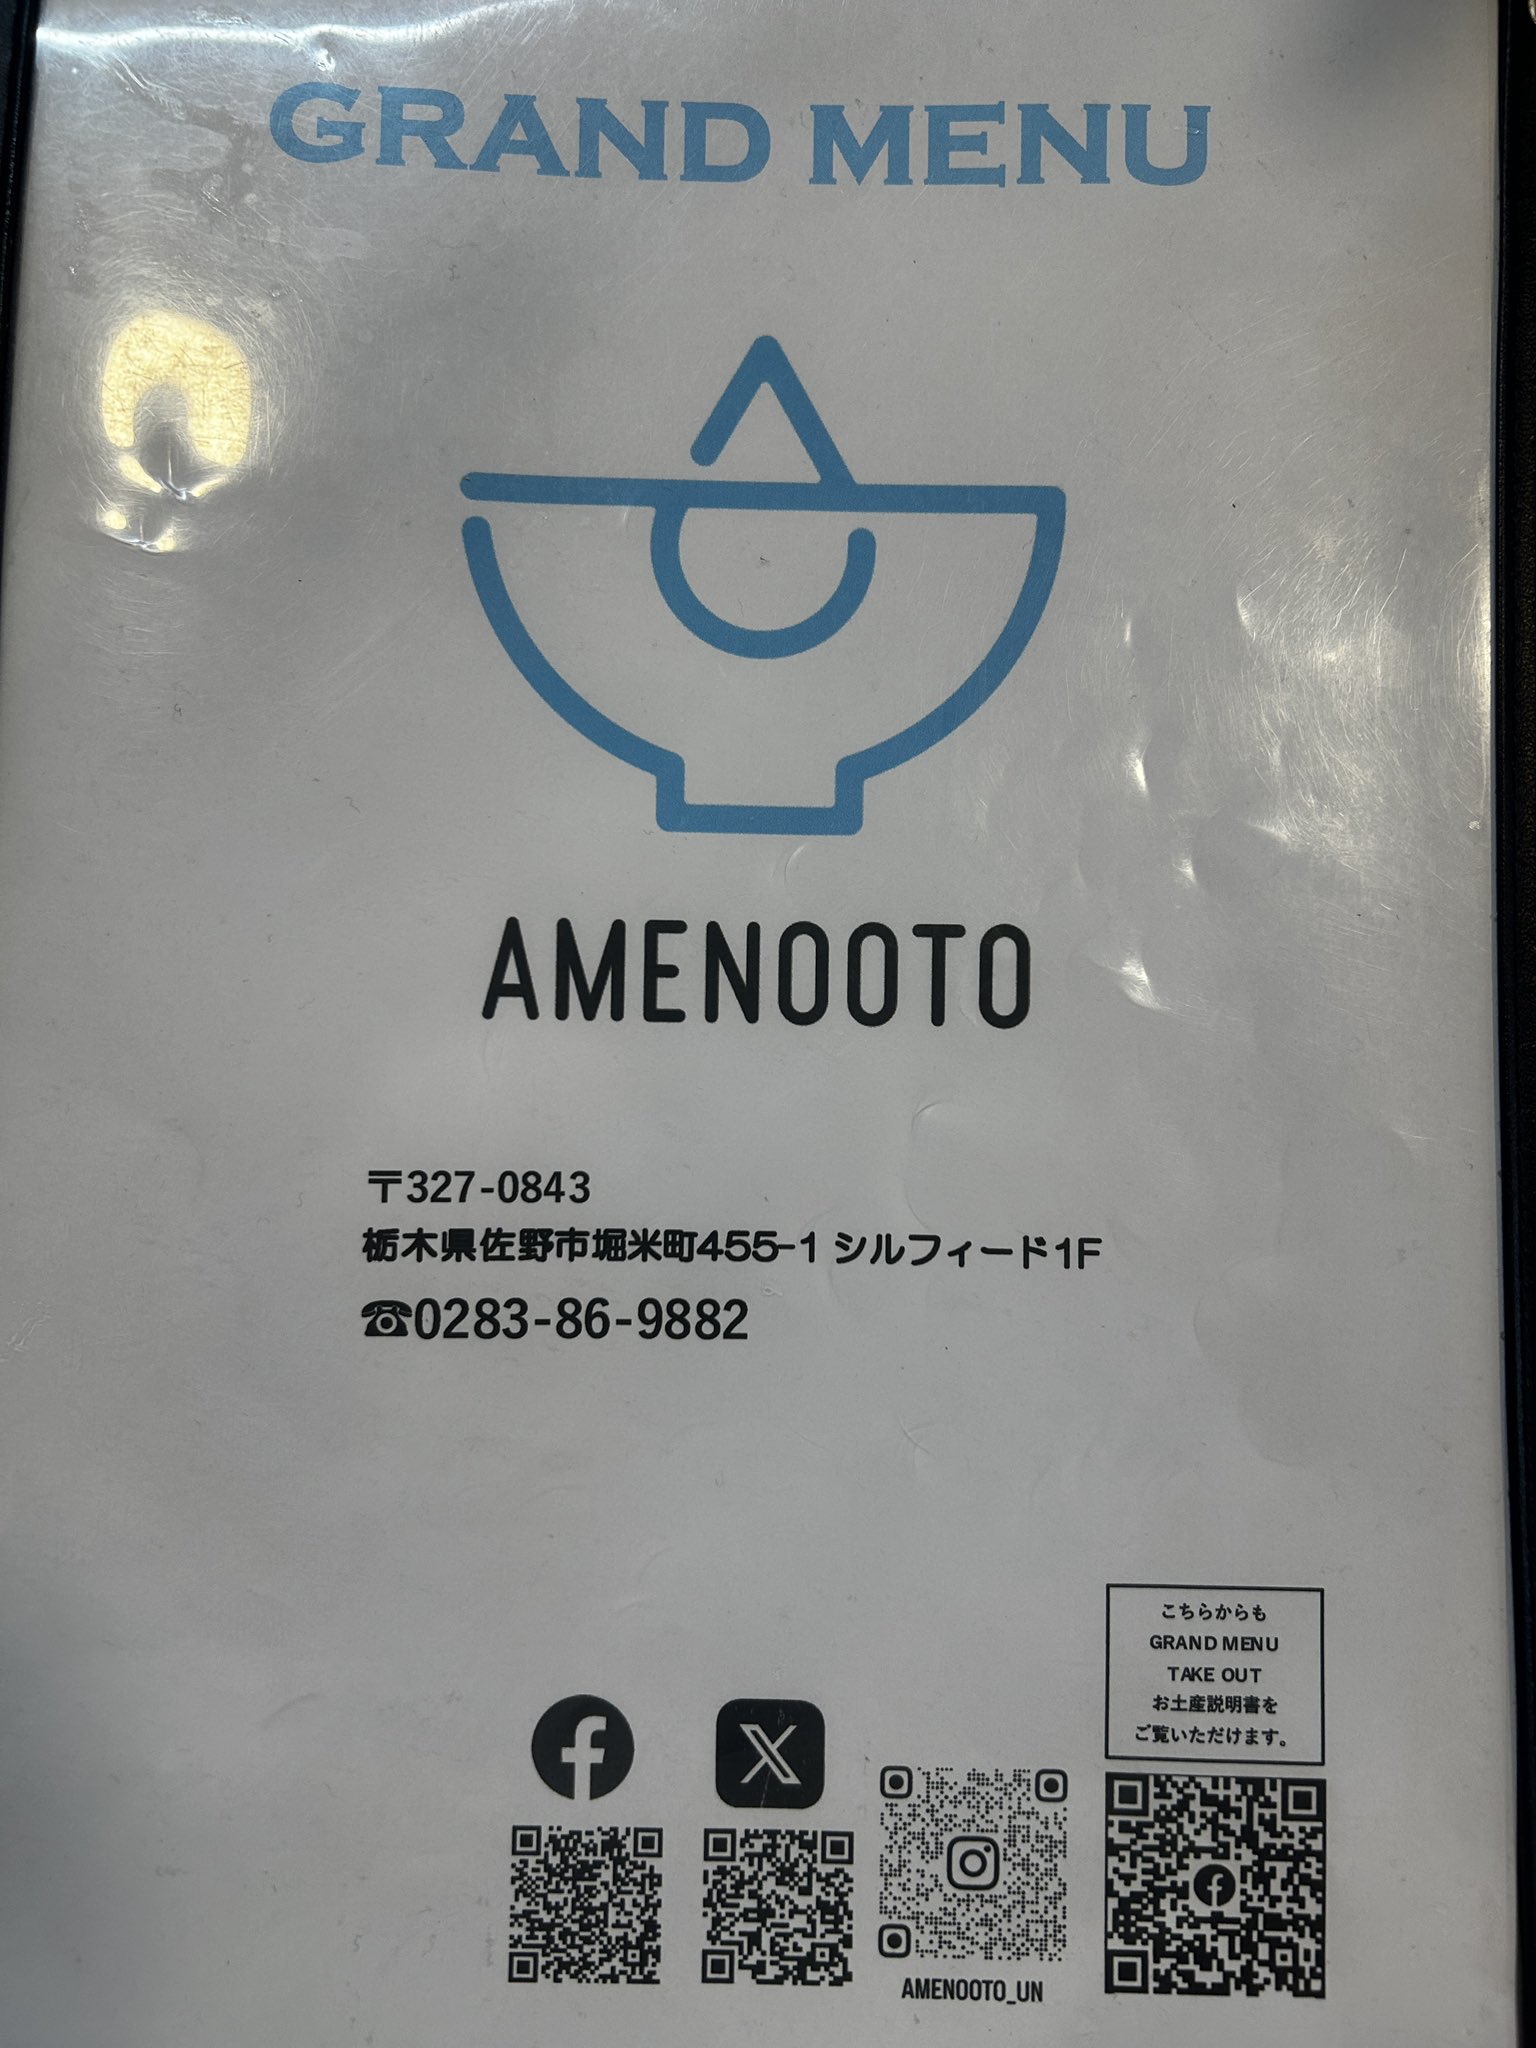 GRAND MENU
AMENOOTO
〒327-0843
栃木県佐野市堀米町455-1 シルフィード1F
☎0283-86-9882
こちらからも
GRAND MENU
TAKE OUT
お土産説明書を
ご覧いただけます。
AMENOOTO_UN